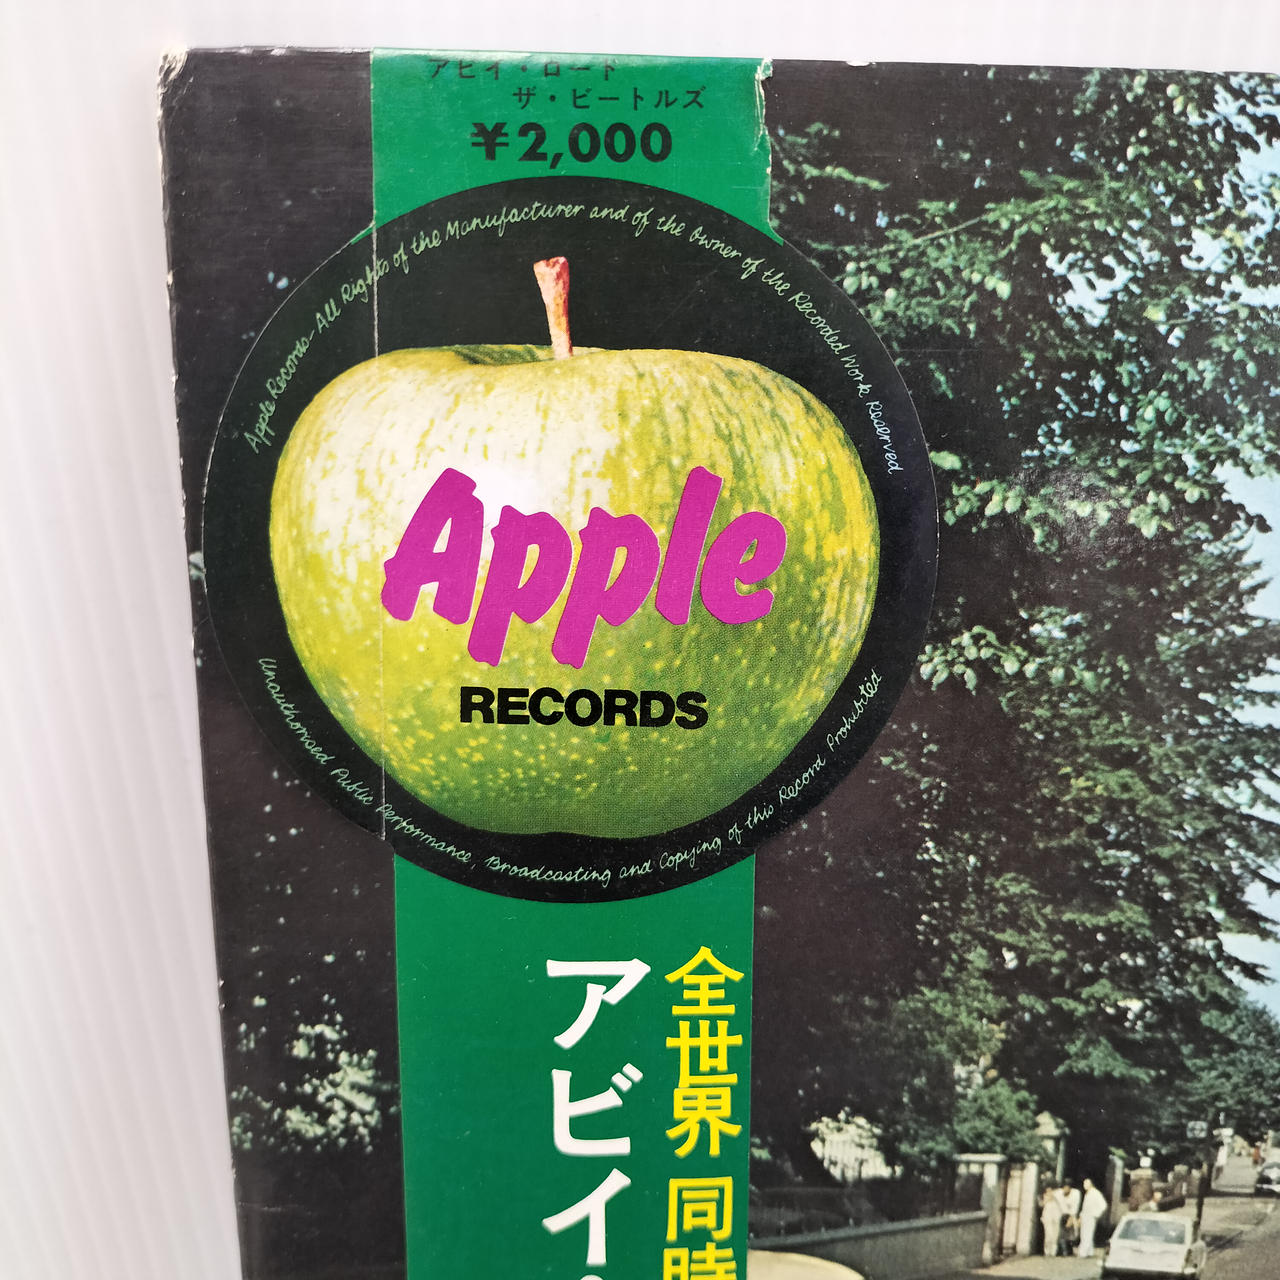 アビイ・ロード
ザ・ビートルズ
¥2,000
Apple Records-All Rights of the Manufacturer and of the Owner of the Recorded Work Reserved
Apple
RECORDS
Unauthorised Public Performance, Broadcasting and Copying of this Record Prohibited
全世界 同時
アビイ